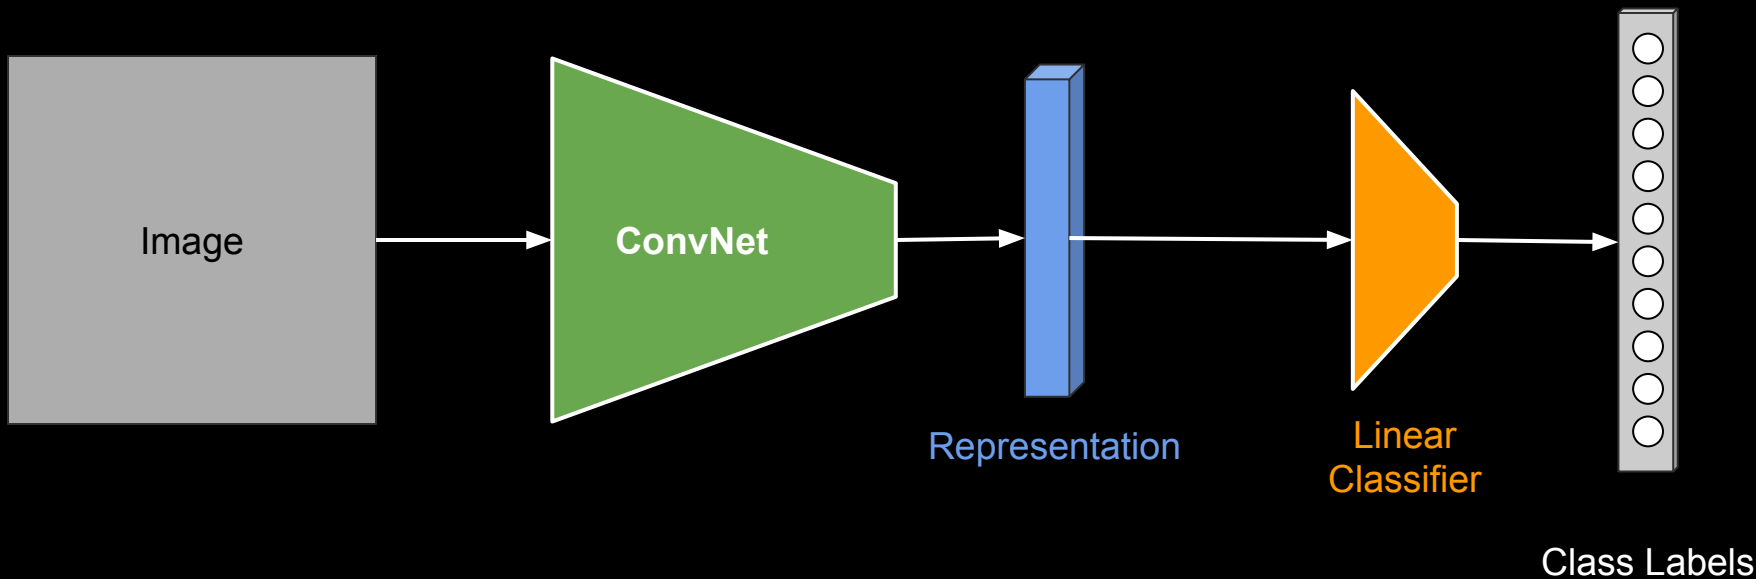 Image
ConvNet
Representation
Linear
Classifier
Class Labels